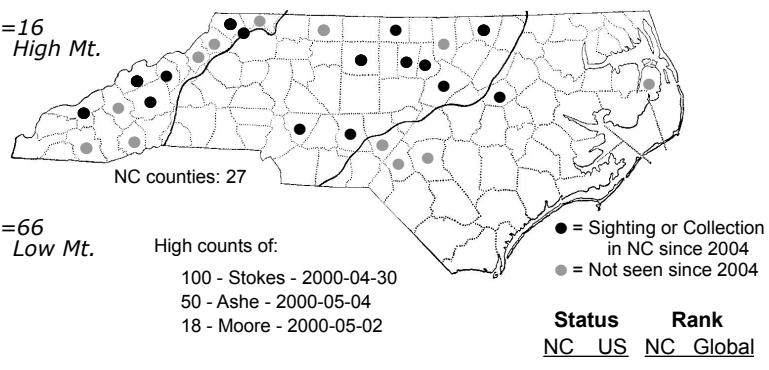 =16
High Mt.
NC counties: 27
=66
Low Mt.
High counts of:
100 - Stokes - 2000-04-30
50 - Ashe - 2000-05-04
18 - Moore - 2000-05-02
● = Sighting or Collection
in NC since 2004
● = Not seen since 2004
Status Rank
NC US NC Global